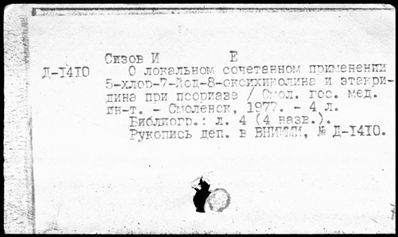 Сизов И Е
Д-1410 О локальном сочетанном применении
5-хлор-7-йод-8-оксихинолина и этакри-
дина при псориазе / Смол. гос. мед.
ин-т. - Смоленск, 1977. - 4 л.
Библиогр.: л. 4 (4 назв.).
Рукопись деп. в ВНИИМИ, № Д-1410.